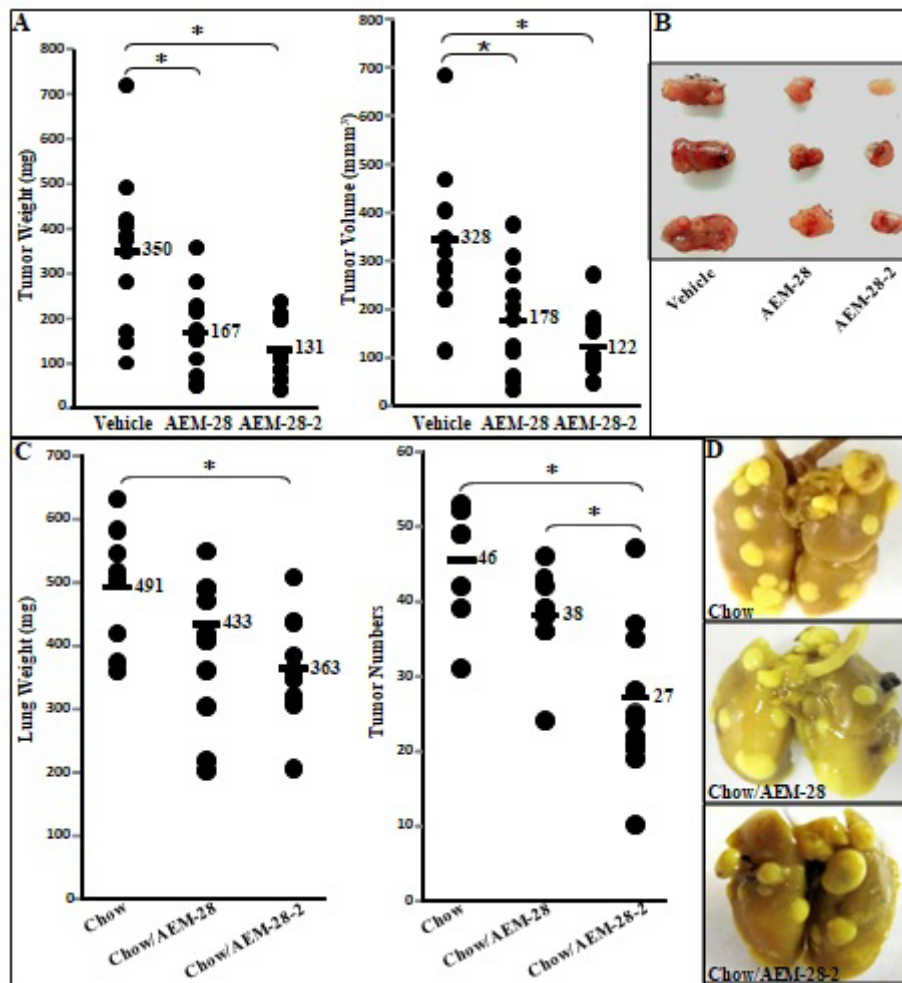 A
*
*
Tumor Weight (mg)
800
700
600
500
400
300
200
100
0
350
167
131
Vehicle AEM-28 AEM-28-2
*
*
Tumor Volume (mmm³)
800
700
600
500
400
300
200
100
0
328
178
122
Vehicle AEM-28 AEM-28-2
B
Vehicle
AEM-28
AEM-28-2
C
*
Lung Weight (mg)
700
600
500
400
300
200
100
0
491
433
363
Chow
Chow/AEM-28
Chow/AEM-28-2
*
*
Tumor Numbers
60
50
40
30
20
10
0
46
38
27
Chow
Chow/AEM-28
Chow/AEM-28-2
D
Chow
Chow/AEM-28
Chow/AEM-28-2